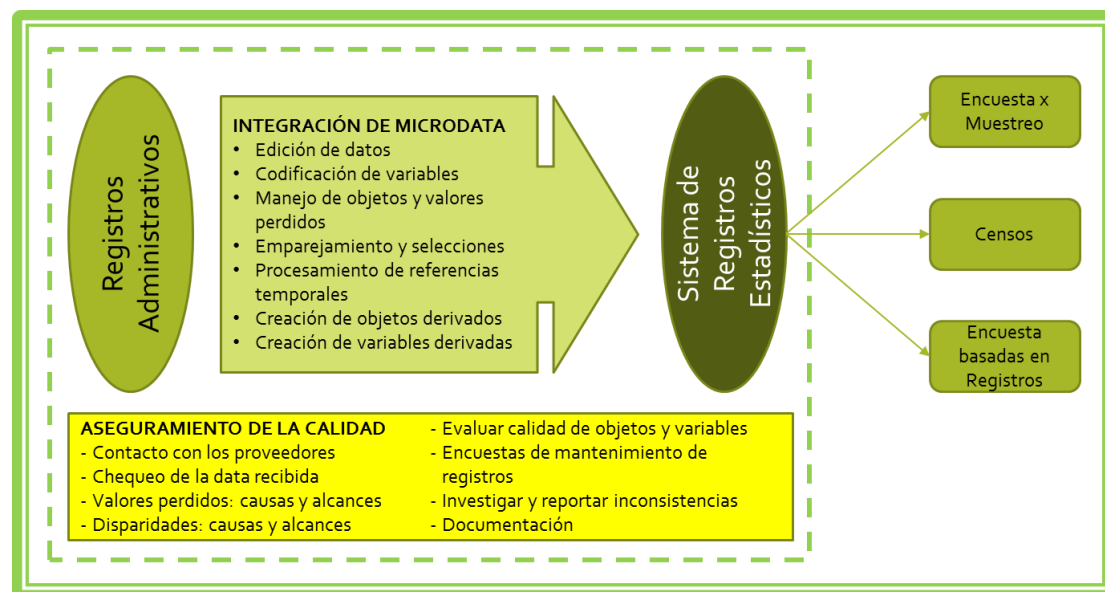 Registros
Administrativos
INTEGRACIÓN DE MICRODATA
• Edición de datos
• Codificación de variables
• Manejo de objetos y valores
perdidos
• Emparejamiento y selecciones
• Procesamiento de referencias
temporales
• Creación de objetos derivados
• Creación de variables derivadas
Sistema de
Registros
Estadísticos
Encuesta x
Muestreo
Censos
Encuesta
basadas en
Registros
ASEGURAMIENTO DE LA CALIDAD
- Contacto con los proveedores
- Chequeo de la data recibida
- Valores perdidos: causas y alcances
- Disparidades: causas y alcances
- Evaluar calidad de objetos y variables
- Encuestas de mantenimiento de
registros
- Investigar y reportar inconsistencias
- Documentación